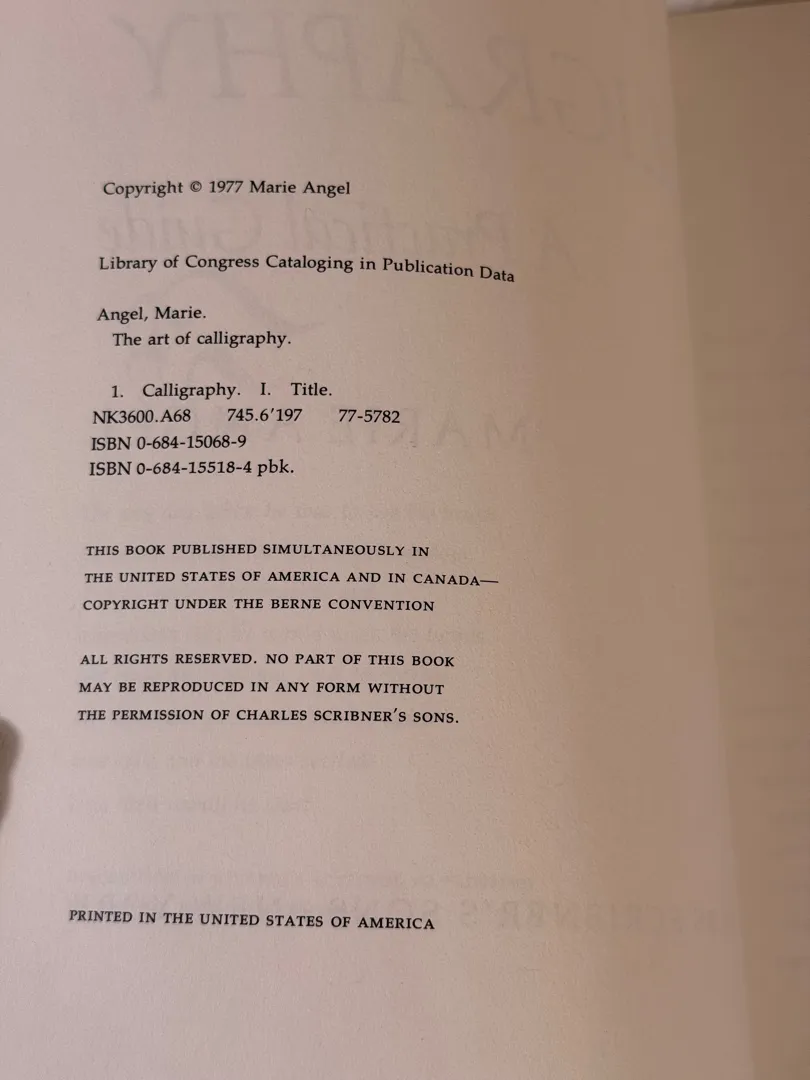 Copyright © 1977 Marie Angel
Library of Congress Cataloging in Publication Data
Angel, Marie.
The art of calligraphy.
1. Calligraphy. I. Title.
NK3600.A68 745.6'197 77-5782
ISBN 0-684-15068-9
ISBN 0-684-15518-4 pbk.
THIS BOOK PUBLISHED SIMULTANEOUSLY IN
THE UNITED STATES OF AMERICA AND IN CANADA—
COPYRIGHT UNDER THE BERNE CONVENTION
ALL RIGHTS RESERVED. NO PART OF THIS BOOK
MAY BE REPRODUCED IN ANY FORM WITHOUT
THE PERMISSION OF CHARLES SCRIBNER'S SONS.
PRINTED IN THE UNITED STATES OF AMERICA